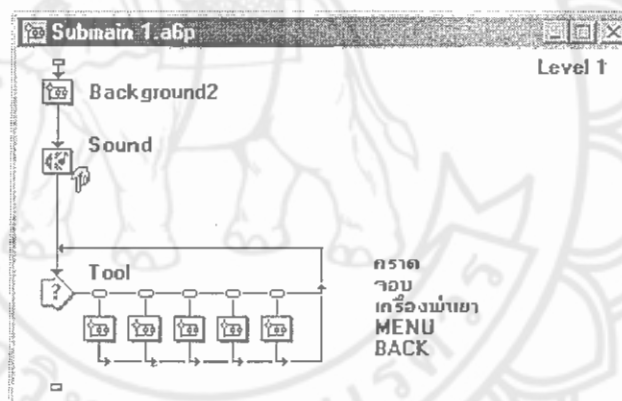 Submain 1.a6p
Level 1
Background2
Sound
Tool
คราด
จอบ
เครื่องพ่นยา
MENU
BACK